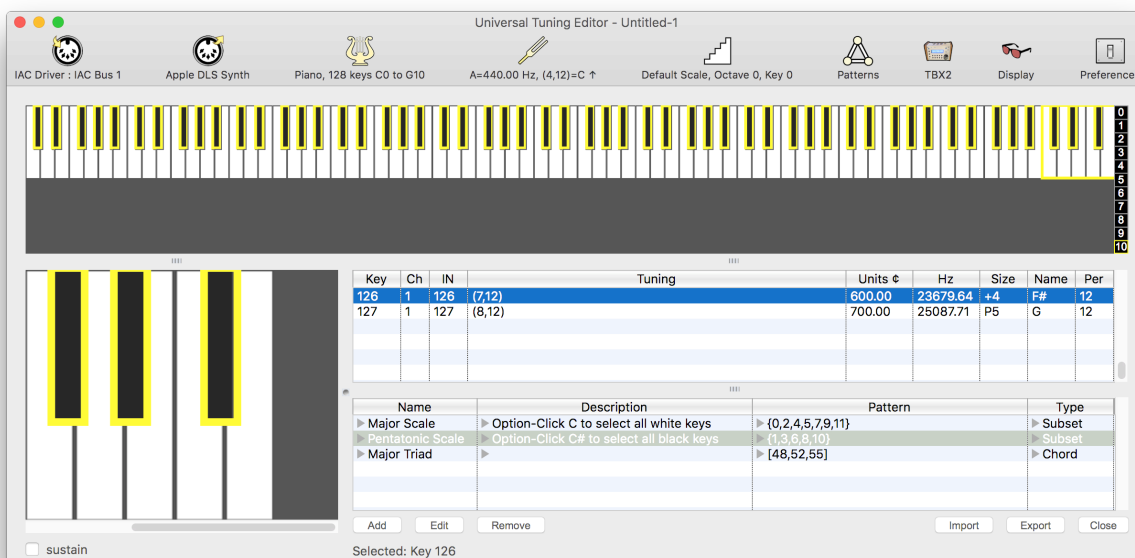 Universal Tuning Editor - Untitled-1
IAC Driver : IAC Bus 1 Apple DLS Synth Piano, 128 keys C0 to G10 A=440.00 Hz, (4,12)=C ↑ Default Scale, Octave 0, Key 0 Patterns TBX2 Display Preference
0
1
2
3
4
5
6
7
8
9
10
Key Ch IN Tuning Units ¢ Hz Size Name Per
126 1 126 (7,12) 600.00 23679.64 +4 F# 12
127 1 127 (8,12) 700.00 25087.71 P5 G 12
Name Description Pattern Type
Major Scale Option-Click C to select all white keys {0,2,4,5,7,9,11} Subset
Pentatonic Scale Option-Click C# to select all black keys {1,3,6,8,10} Subset
Major Triad [48,52,55] Chord
Add Edit Remove Import Export Close
sustain Selected: Key 126